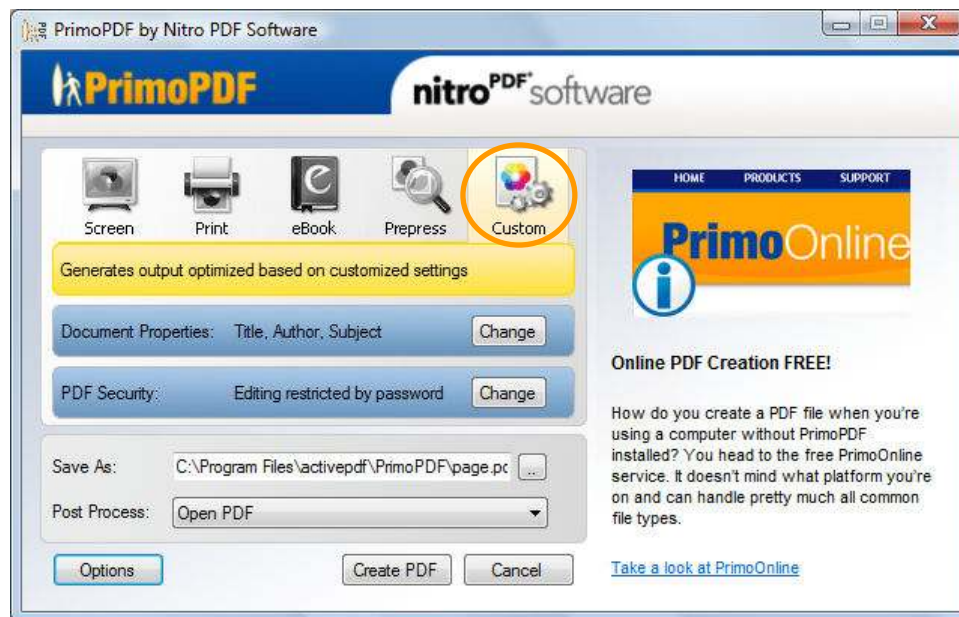 PrimoPDF by Nitro PDF Software
PrimoPDF
nitroPDF software
Screen
Print
eBook
Prepress
Custom
Generates output optimized based on customized settings
Document Properties: Title, Author, Subject Change
PDF Security: Editing restricted by password Change
Save As: C:\Program Files\activepdf\PrimoPDF\page.pc ..
Post Process: Open PDF
Options Create PDF Cancel
HOME PRODUCTS SUPPORT
PrimoOnline
Online PDF Creation FREE!
How do you create a PDF file when you're
using a computer without PrimoPDF
installed? You head to the free PrimoOnline
service. It doesn't mind what platform you're
on and can handle pretty much all common
file types.
Take a look at PrimoOnline